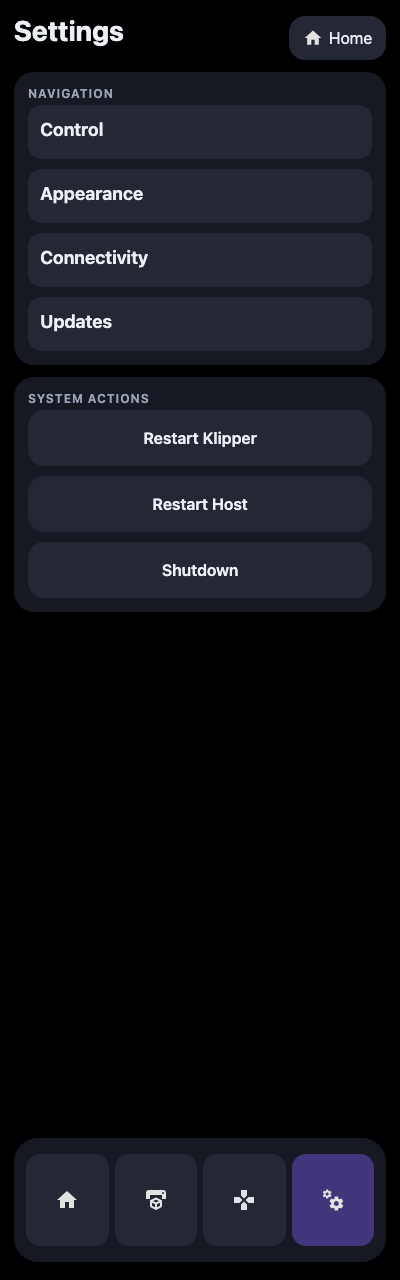 Settings
Home
NAVIGATION
Control
Appearance
Connectivity
Updates
SYSTEM ACTIONS
Restart Klipper
Restart Host
Shutdown